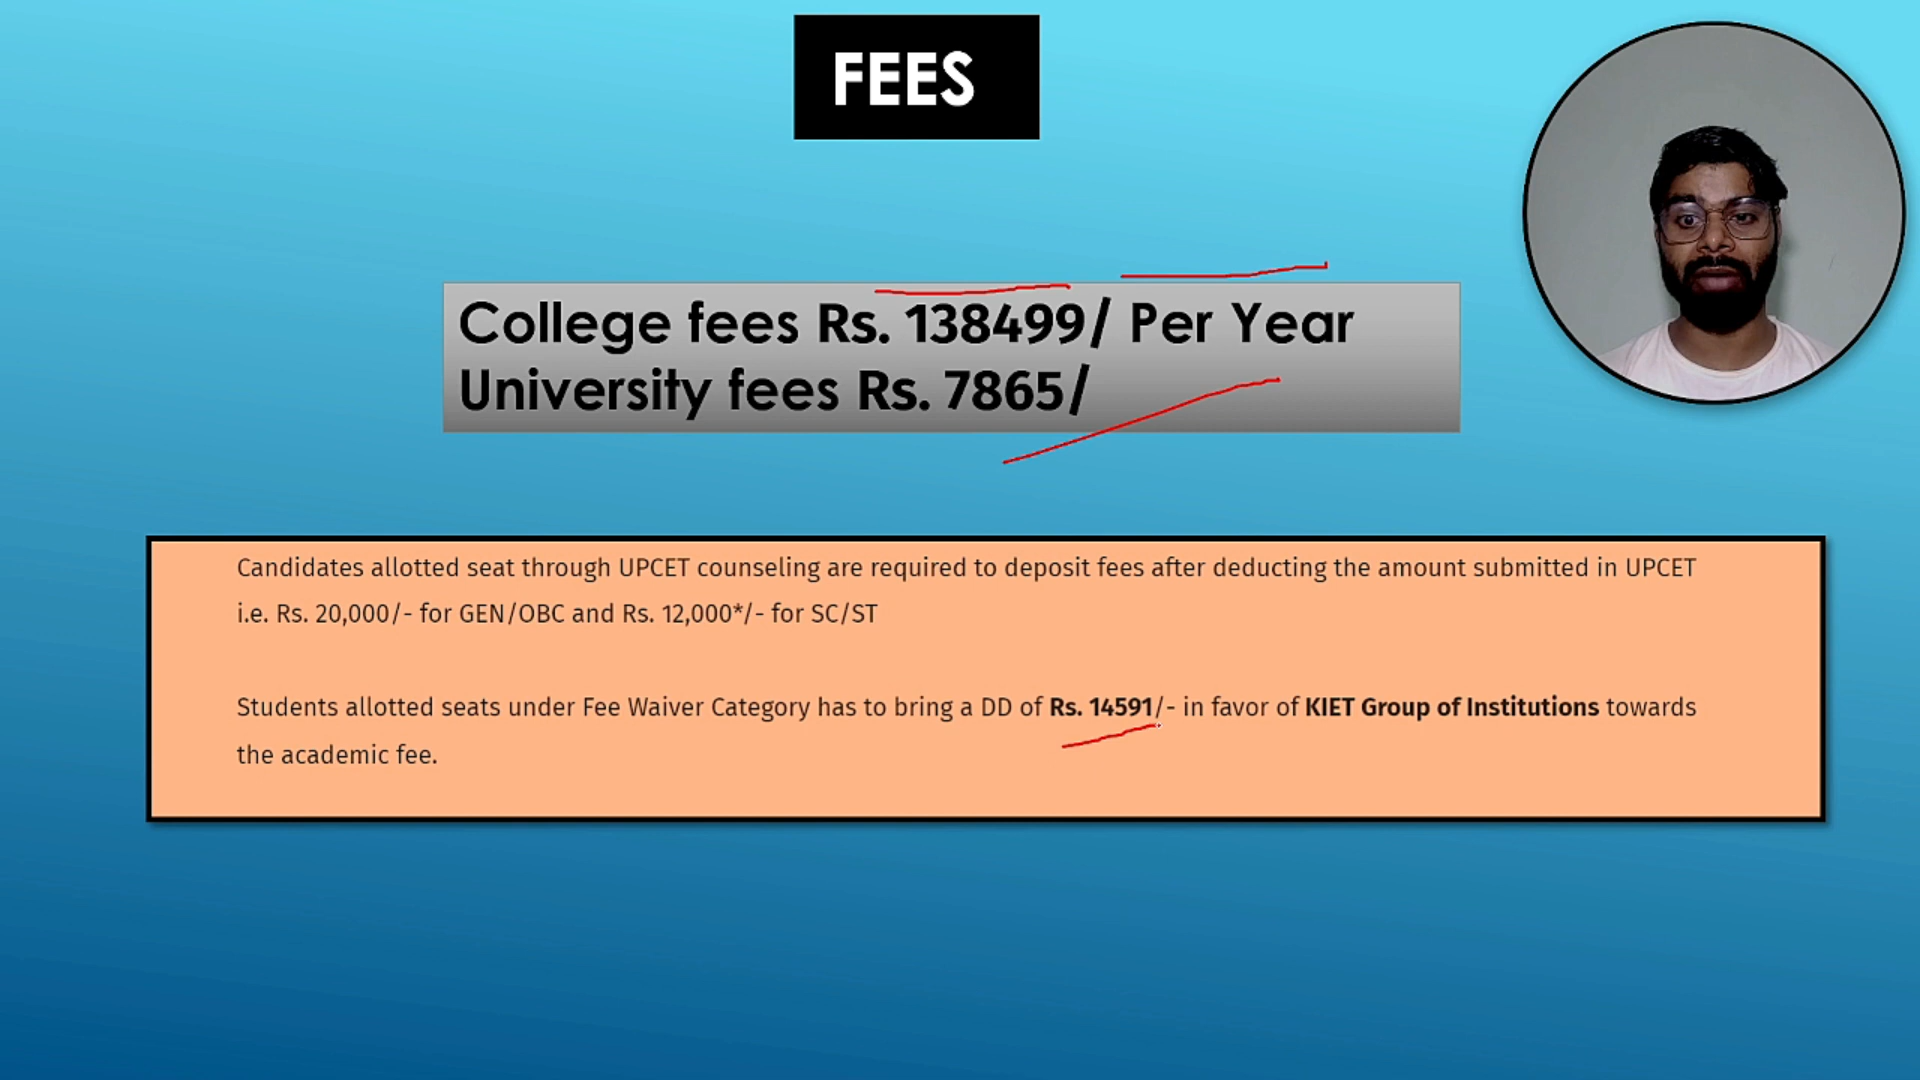 FEES
College fees Rs. 138499/ Per Year
University fees Rs. 7865/
Candidates allotted seat through UPCET counseling are required to deposit fees after deducting the amount submitted in UPCET
i.e. Rs. 20,000/- for GEN/OBC and Rs. 12,000*/- for SC/ST
Students allotted seats under Fee Waiver Category has to bring a DD of Rs. 14591/- in favor of KIET Group of Institutions towards
the academic fee.